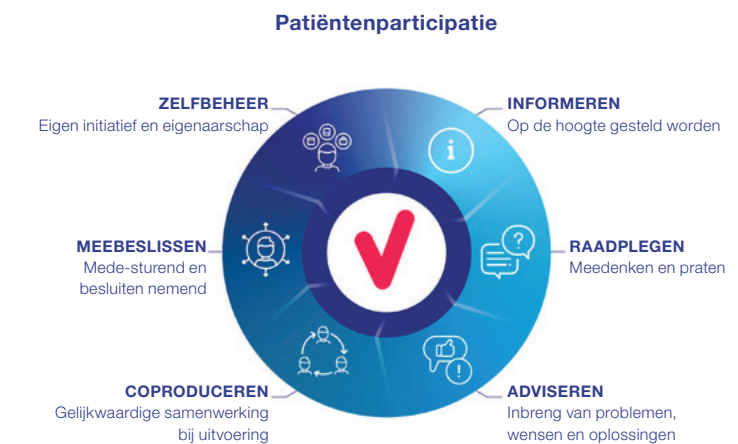 Patiëntenparticipatie
ZELFBEHEER
Eigen initiatief en eigenaarschap
INFORMEREN
Op de hoogte gesteld worden
MEEBESLISSEN
Mede-sturend en
besluiten nemend
RAADPLEGEN
Meedenken en praten
COPRODUCEREN
Gelijkwaardige samenwerking
bij uitvoering
ADVISEREN
Inbreng van problemen,
wensen en oplossingen
i
?
!